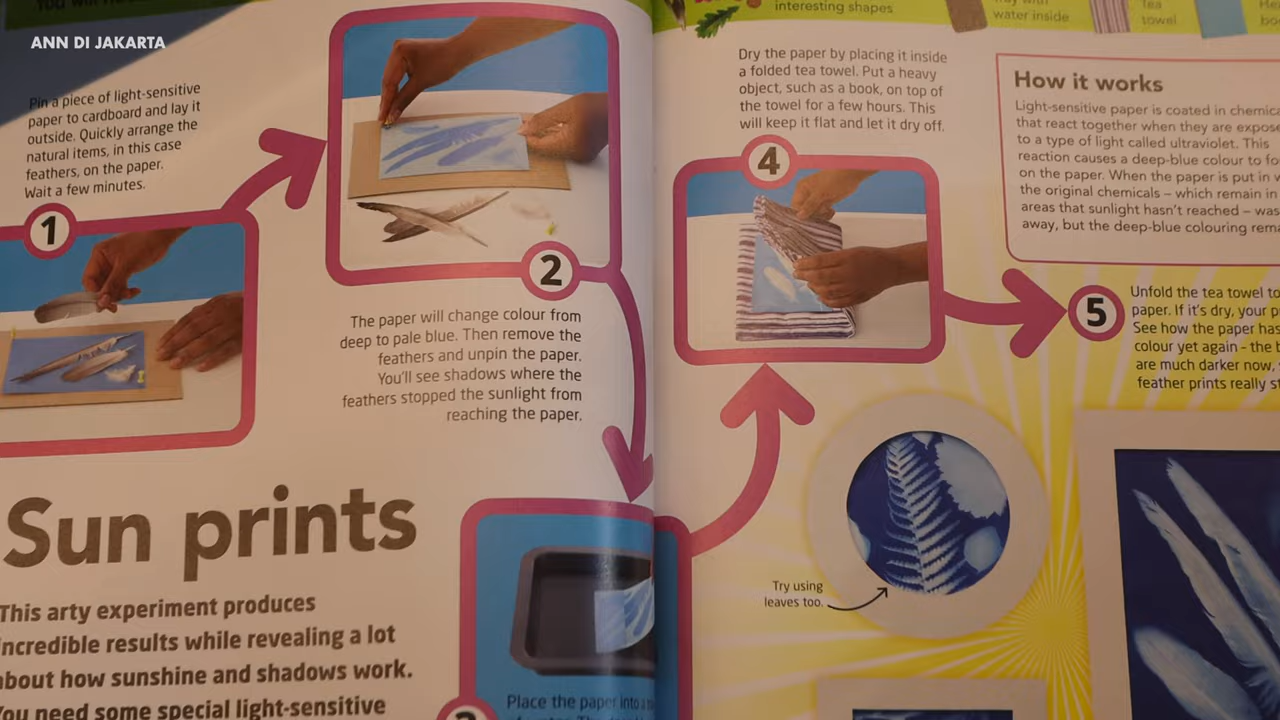 ANN DI JAKARTA
You will
Pin a piece of light-sensitive
paper to cardboard and lay it
outside. Quickly arrange the
natural items, in this case
feathers, on the paper.
Wait a few minutes.
1
2
The paper will change colour from
deep to pale blue. Then remove the
feathers and unpin the paper.
You'll see shadows where the
feathers stopped the sunlight from
reaching the paper.
Sun prints
This arty experiment produces
incredible results while revealing a lot
about how sunshine and shadows work.
You need some special light-sensitive
Place the paper into
interesting shapes
with
water inside
Tea
towel
Dry the paper by placing it inside
a folded tea towel. Put a heavy
object, such as a book, on top of
the towel for a few hours. This
will keep it flat and let it dry off.
4
How it works
Light-sensitive paper is coated in
that react together when they are
to a type of light called ultraviolet. This
reaction causes a deep-blue colour to
on the paper. When the paper is put in
the original chemicals – which remain in
areas that sunlight hasn't reached –
away, but the deep-blue colouring
5
Unfold the tea towel
paper. If it's dry, your
See how the paper has
colour yet again - the
are much darker now,
feather prints really
Try using
leaves too.